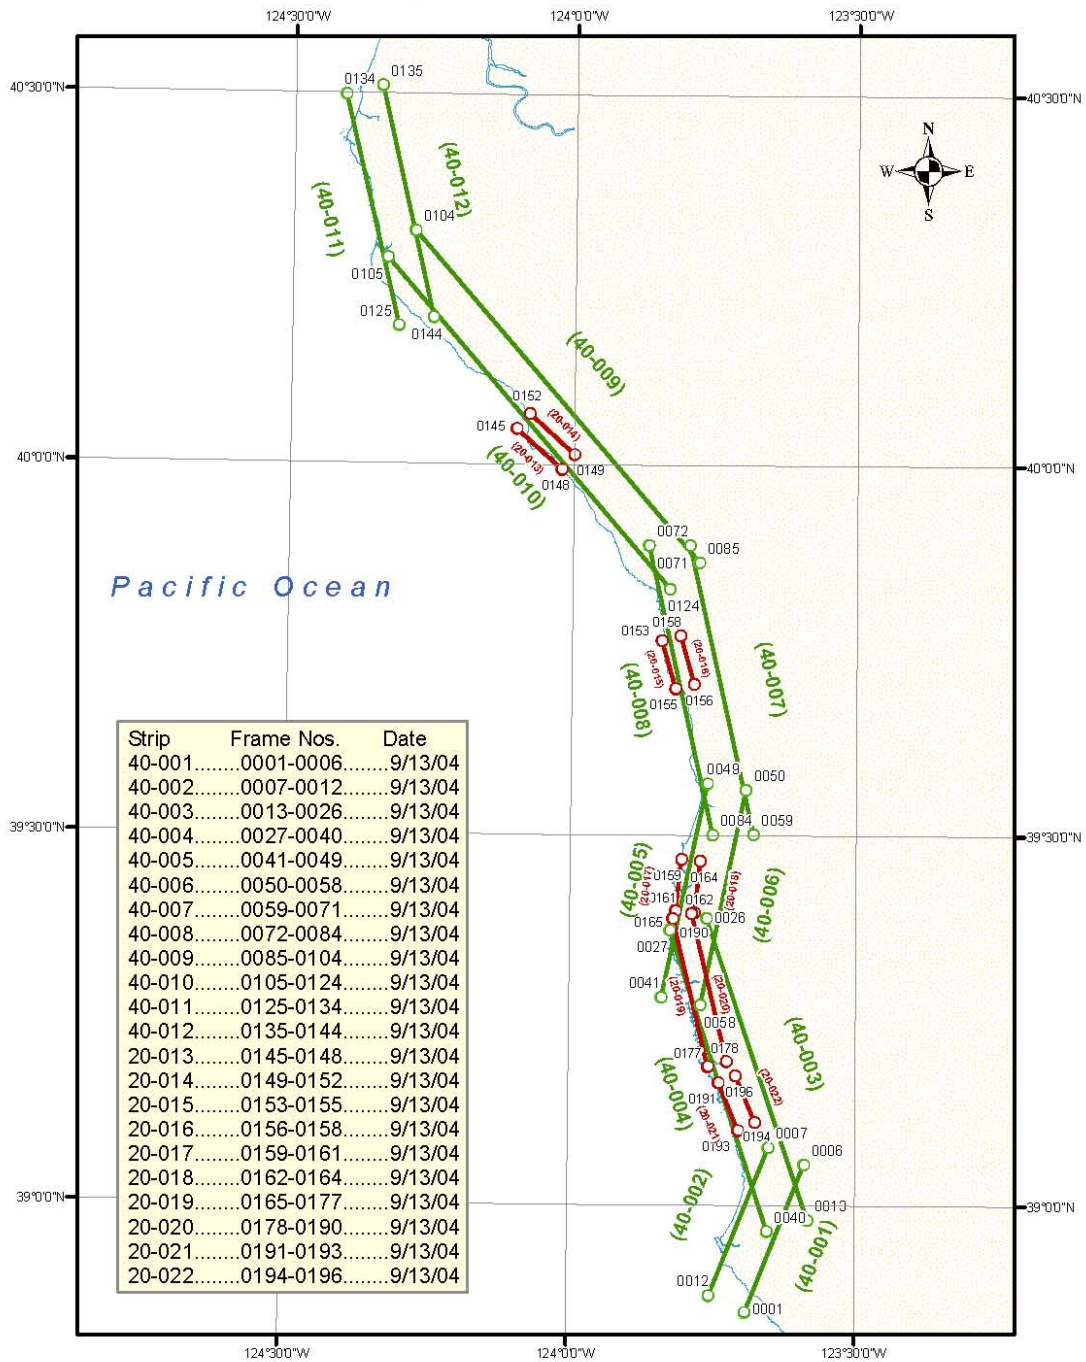 124°30'0"W 124°0'0"W 123°30'0"W
40°30'0"N 0134 0135 40°30'0"N
N
W E
S
(40-012)
(40-011)
0104
0105
0125 0144
(40-009)
0152
0145 (20-014)
(20-013) 0149
40°0'0"N (40-010) 0148 40°0'0"N
0072
0085
0071
Pacific Ocean
0124
0158
0153 (20-016)
(20-015) (40-007)
(40-008) 0155 0156
Strip Frame Nos. Date
40-001........0001-0006.......9/13/04
40-002........0007-0012.......9/13/04
40-003........0013-0026.......9/13/04
40-004........0027-0040.......9/13/04
40-005........0041-0049.......9/13/04
40-006........0050-0058.......9/13/04
40-007........0059-0071.......9/13/04
40-008........0072-0084.......9/13/04
40-009........0085-0104.......9/13/04
40-010........0105-0124.......9/13/04
40-011........0125-0134.......9/13/04
40-012........0135-0144.......9/13/04
20-013........0145-0148.......9/13/04
20-014........0149-0152.......9/13/04
20-015........0153-0155.......9/13/04
20-016........0156-0158.......9/13/04
20-017........0159-0161.......9/13/04
20-018........0162-0164.......9/13/04
20-019........0165-0177.......9/13/04
20-020........0178-0190.......9/13/04
20-021........0191-0193.......9/13/04
20-022........0194-0196.......9/13/04
0049 0050
39°30'0"N 0084 0059 39°30'0"N
(40-005) 0159 0164
(20-017) (20-018) (40-006)
0161 0162
0165 0190 0026
0027
0041 (20-019) (20-020)
0058
0177 0178 (40-003)
(40-004) 0191 0196 (20-022)
(20-021)
0193 0194 0007
0006
39°0'0"N (40-002) 39°0'0"N
0040 0013
(40-001)
0012
0001
124°30'0"W 124°0'0"W 123°30'0"W